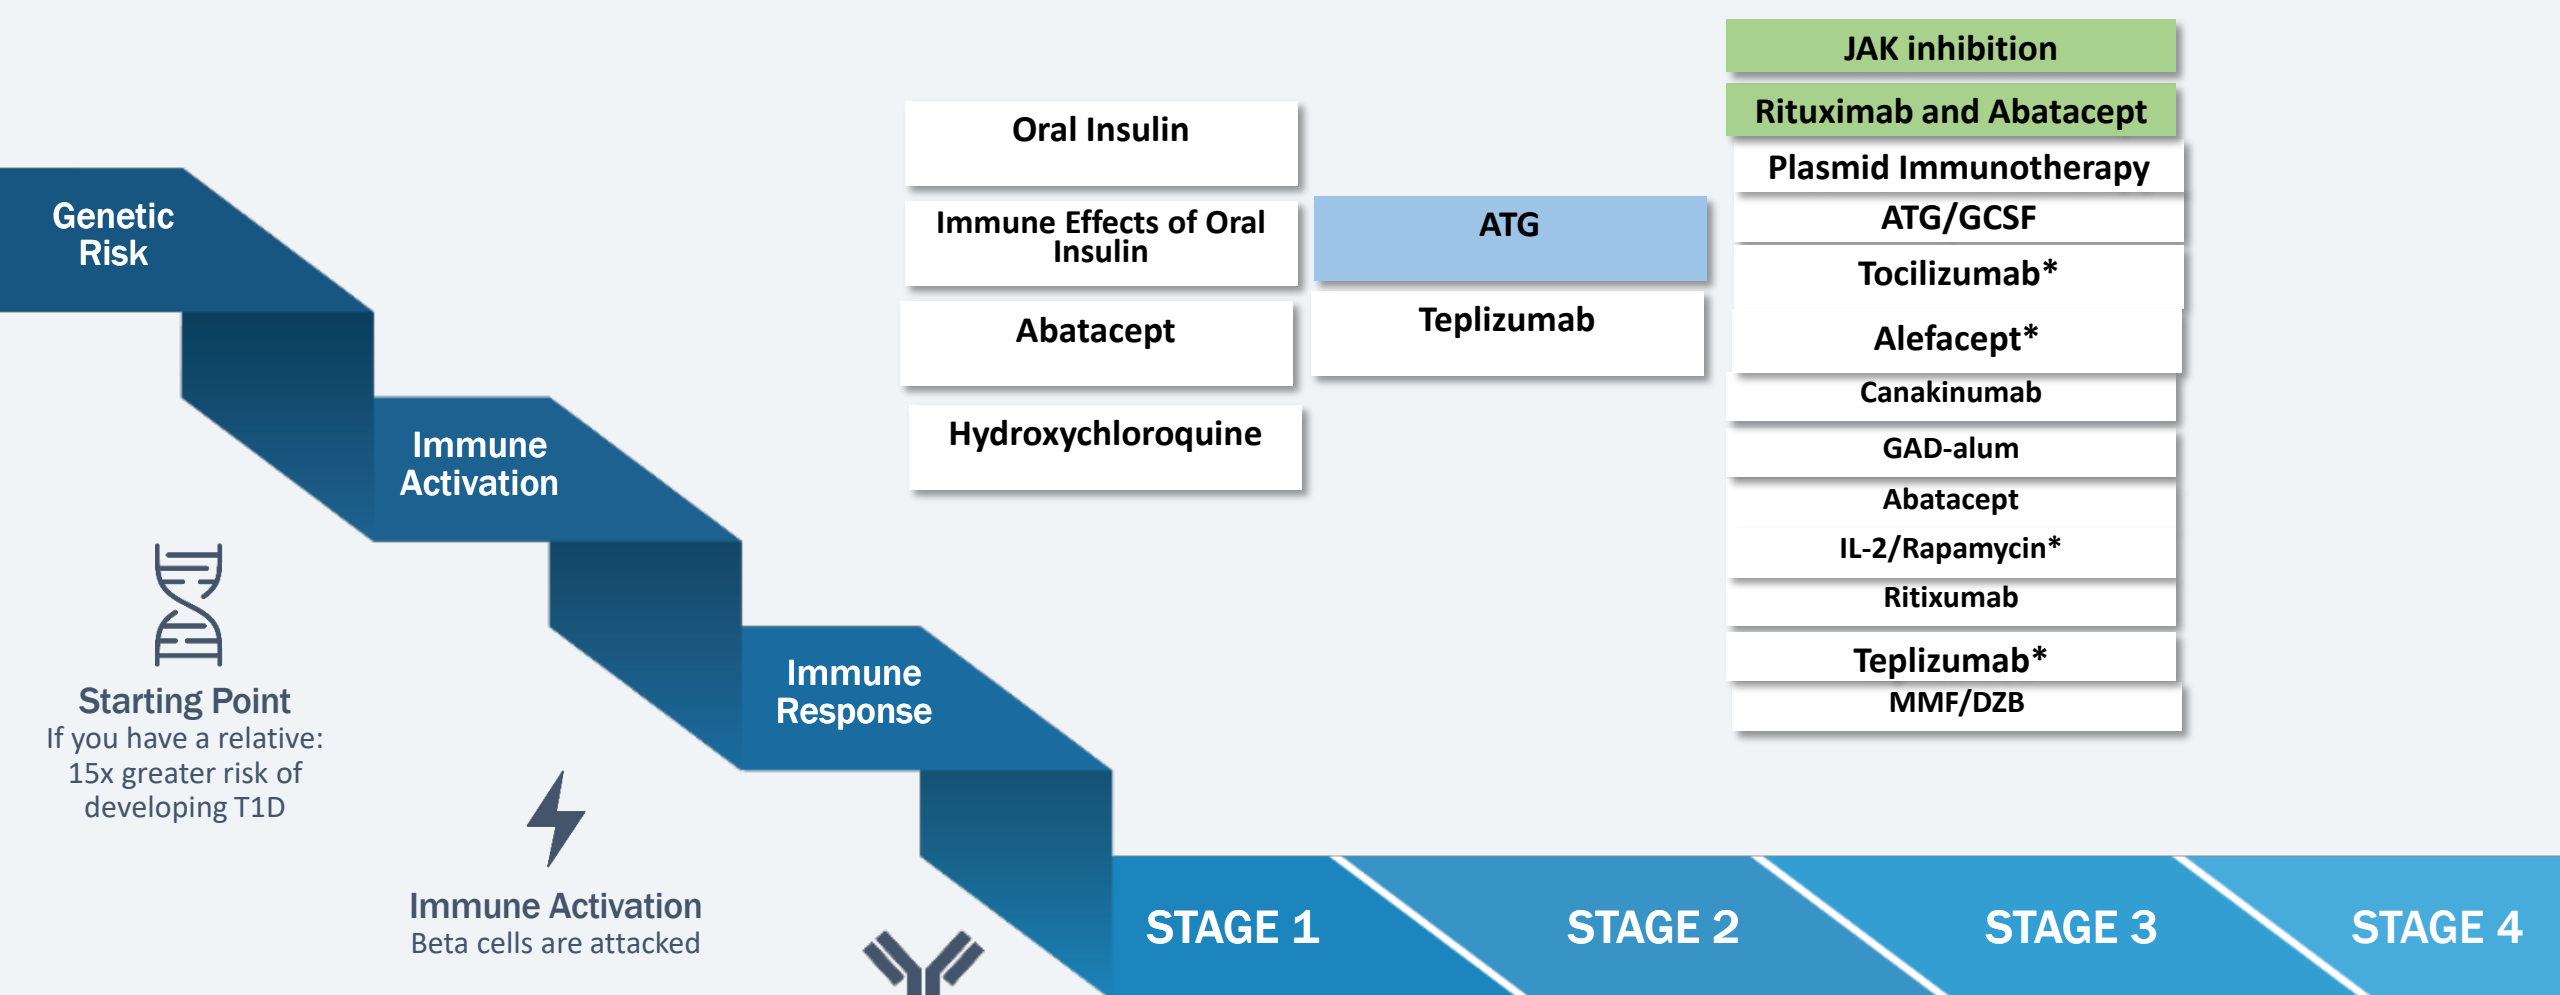 Genetic
Risk
Immune
Activation
Immune
Response
Starting Point
If you have a relative:
15x greater risk of
developing T1D
Immune Activation
Beta cells are attacked
Oral Insulin
Immune Effects of Oral
Insulin
Abatacept
Hydroxychloroquine
ATG
Teplizumab
JAK inhibition
Rituximab and Abatacept
Plasmid Immunotherapy
ATG/GCSF
Tocilizumab*
Alefacept*
Canakinumab
GAD-alum
Abatacept
IL-2/Rapamycin*
Ritixumab
Teplizumab*
MMF/DZB
STAGE 1
STAGE 2
STAGE 3
STAGE 4